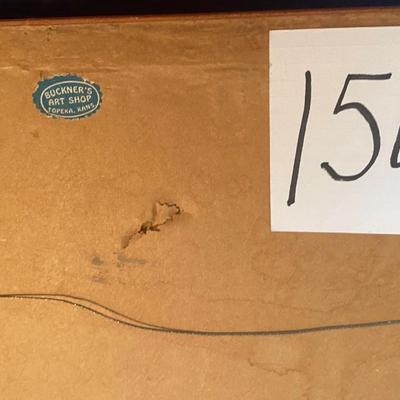 BUCKNER'S
ART SHOP
TOPEKA, KANS.
15